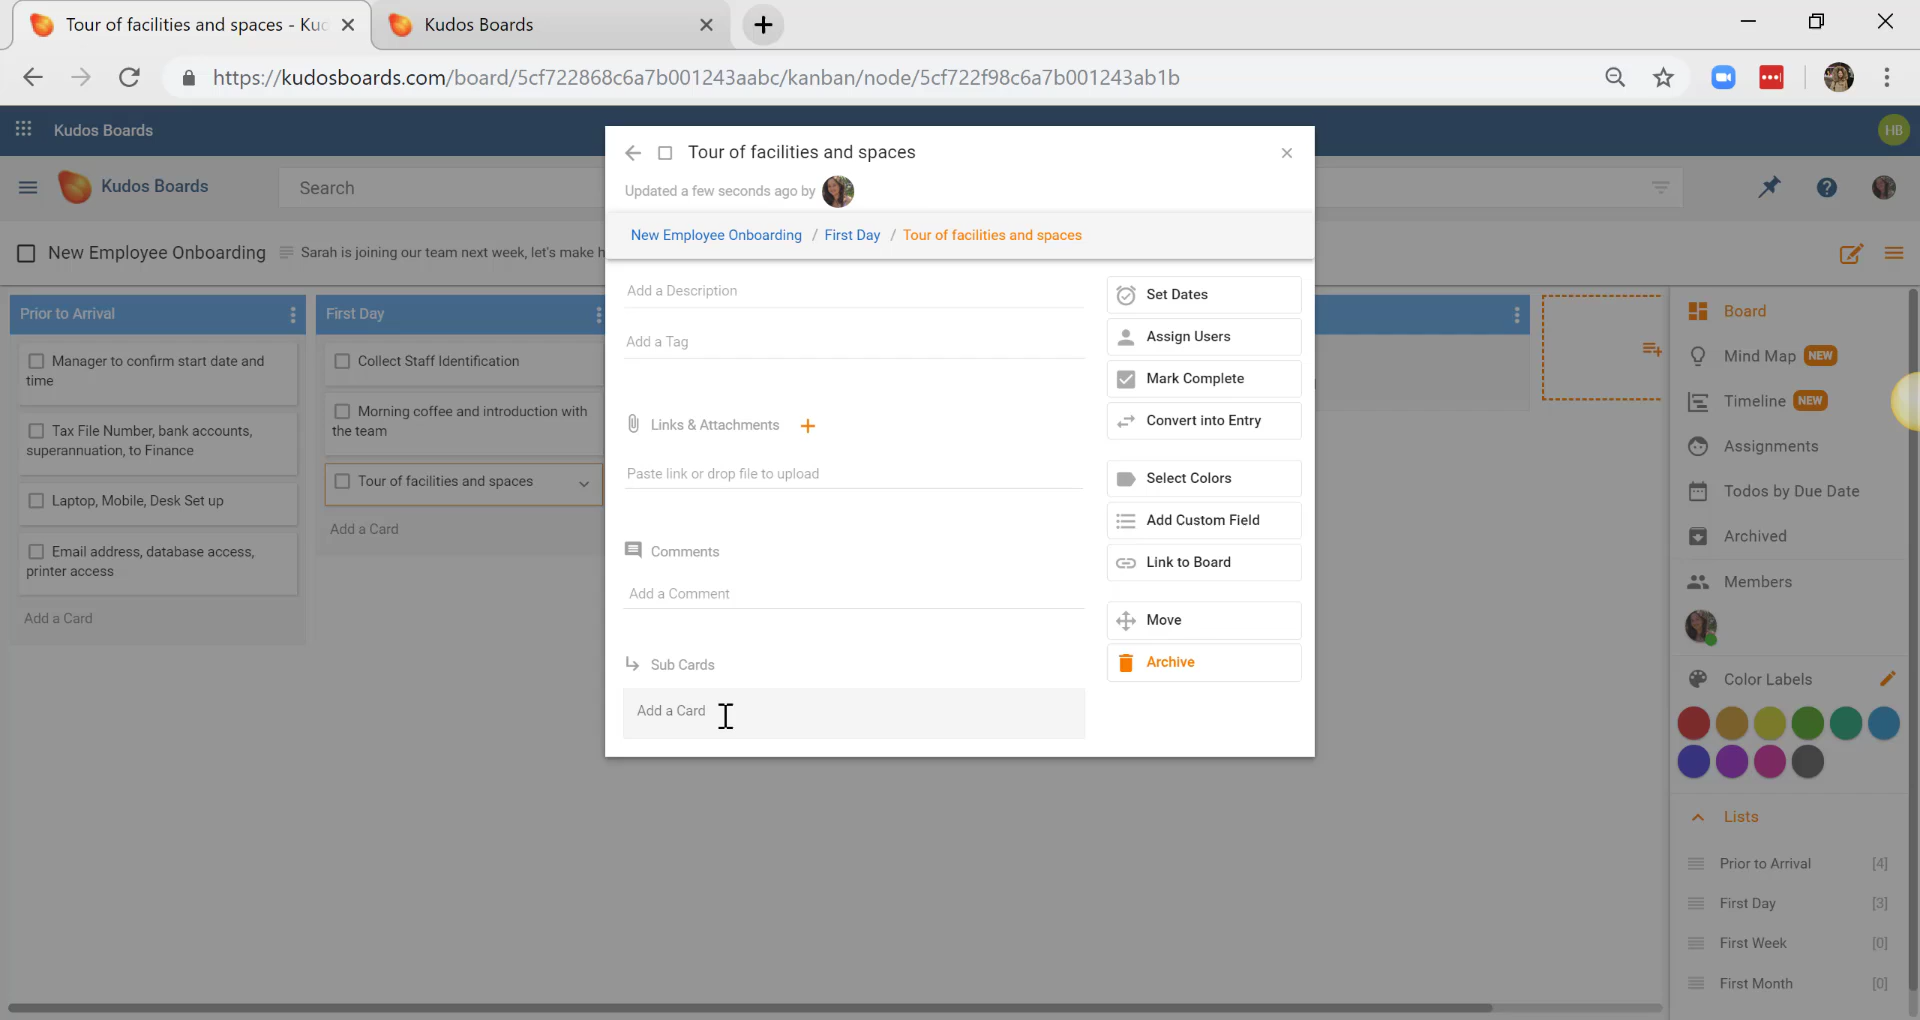 Tour of facilities and spaces - Kuc
Kudos Boards
https://kudosboards.com/board/5cf722868c6a7b001243aabc/kanban/node/5cf722f98c6a7b001243ab1b
Kudos Boards
HB
Kudos Boards
Search
New Employee Onboarding
Sarah is joining our team next week, let's make h
Prior to Arrival
Manager to confirm start date and
time
Tax File Number, bank accounts,
superannuation, to Finance
Laptop, Mobile, Desk Set up
Email address, database access,
printer access
Add a Card
First Day
Collect Staff Identification
Morning coffee and introduction with
the team
Tour of facilities and spaces
Add a Card
Tour of facilities and spaces
Updated a few seconds ago by
New Employee Onboarding / First Day / Tour of facilities and spaces
Add a Description
Add a Tag
Links & Attachments
Paste link or drop file to upload
Comments
Add a Comment
Sub Cards
Add a Card
Set Dates
Assign Users
Mark Complete
Convert into Entry
Select Colors
Add Custom Field
Link to Board
Move
Archive
Board
Mind Map NEW
Timeline NEW
Assignments
Todos by Due Date
Archived
Members
Color Labels
Lists
Prior to Arrival [4]
First Day [3]
First Week [0]
First Month [0]